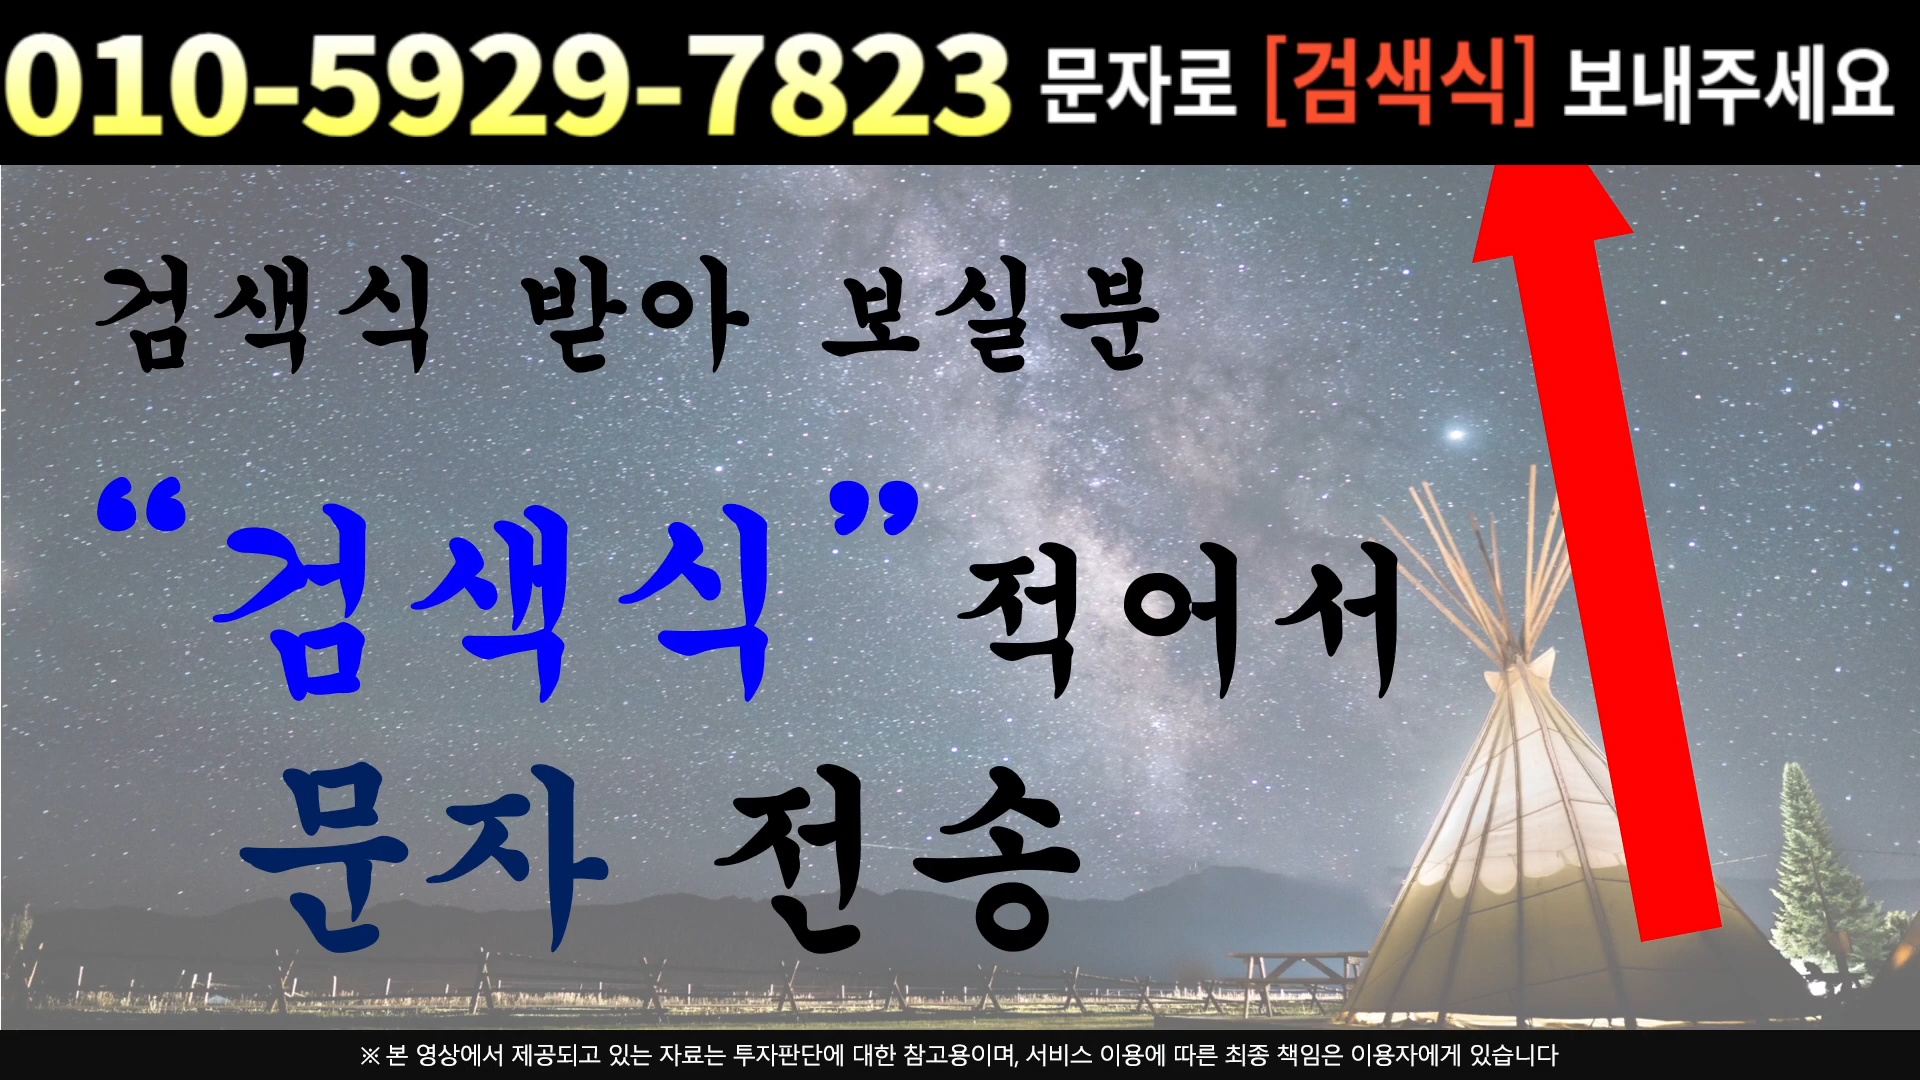 010-5929-7823 문자로 [검색식] 보내주세요
검색식 받아 보실분
“검색식” 적어서
문자 전송
※ 본 영상에서 제공되고 있는 자료는 투자판단에 대한 참고용이며, 서비스 이용에 따른 최종 책임은 이용자에게 있습니다